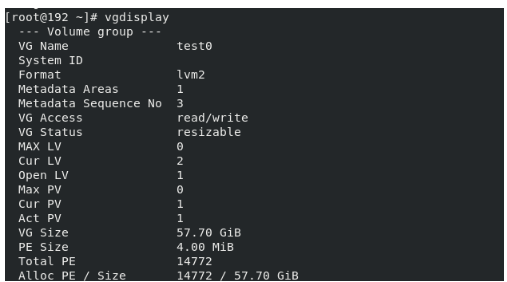 [root@192 ~]# vgdisplay
--- Volume group ---
VG Name test0
System ID
Format lvm2
Metadata Areas 1
Metadata Sequence No 3
VG Access read/write
VG Status resizable
MAX LV 0
Cur LV 2
Open LV 1
Max PV 0
Cur PV 1
Act PV 1
VG Size 57.70 GiB
PE Size 4.00 MiB
Total PE 14772
Alloc PE / Size 14772 / 57.70 GiB